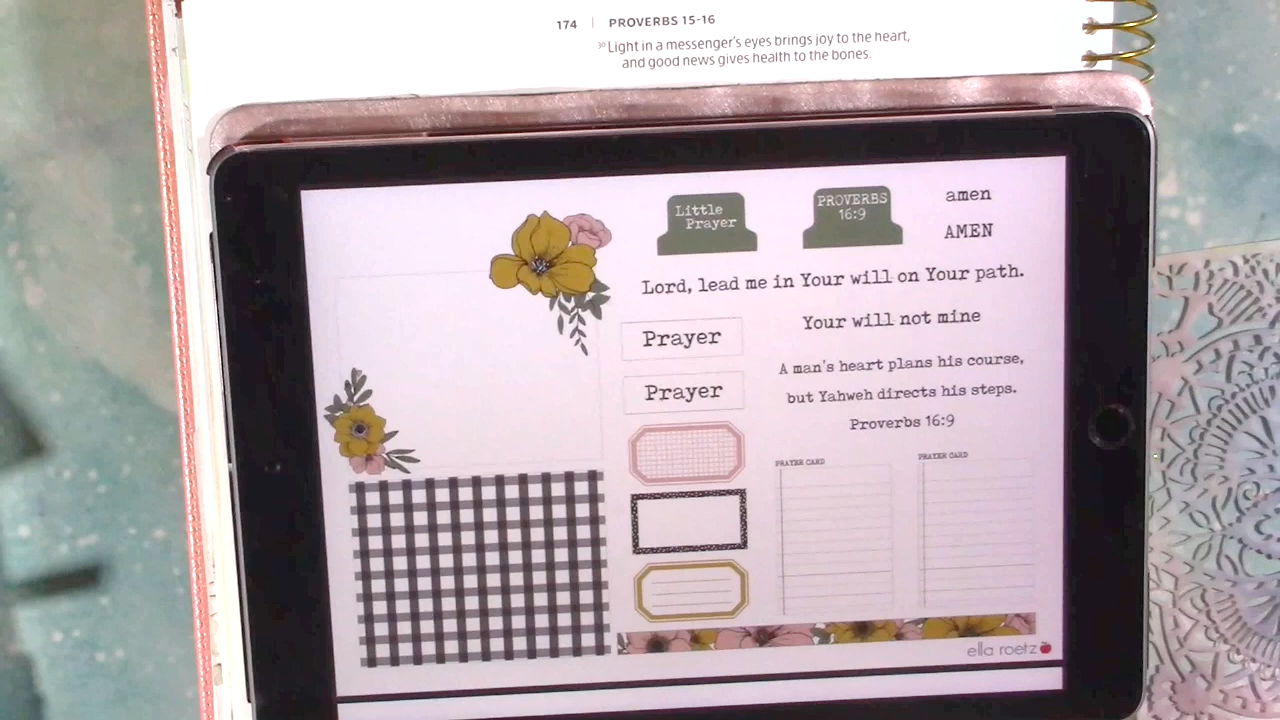 174 | PROVERBS 15-16
30 Light in a messenger's eyes brings joy to the heart,
and good news gives health to the bones.
Little
Prayer
PROVERBS
16:9
amen
AMEN
Lord, lead me in Your will on Your path.
Prayer
Your will not mine
Prayer
A man's heart plans his course,
but Yahweh directs his steps.
Proverbs 16:9
PRAYER CARD
PRAYER CARD
ella roetz